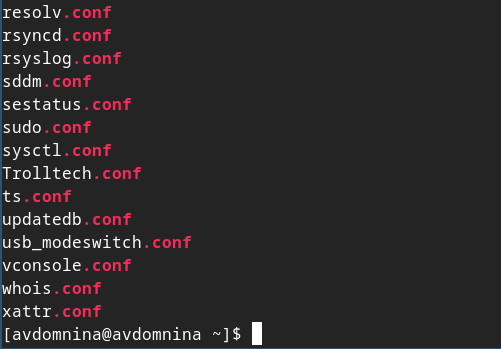 resolv.conf
rsyncd.conf
rsyslog.conf
sddm.conf
sestatus.conf
sudo.conf
sysctl.conf
Trolltech.conf
ts.conf
updatedb.conf
usb_modeswitch.conf
vconsole.conf
whois.conf
xattr.conf
[avdomnina@avdomnina ~]$